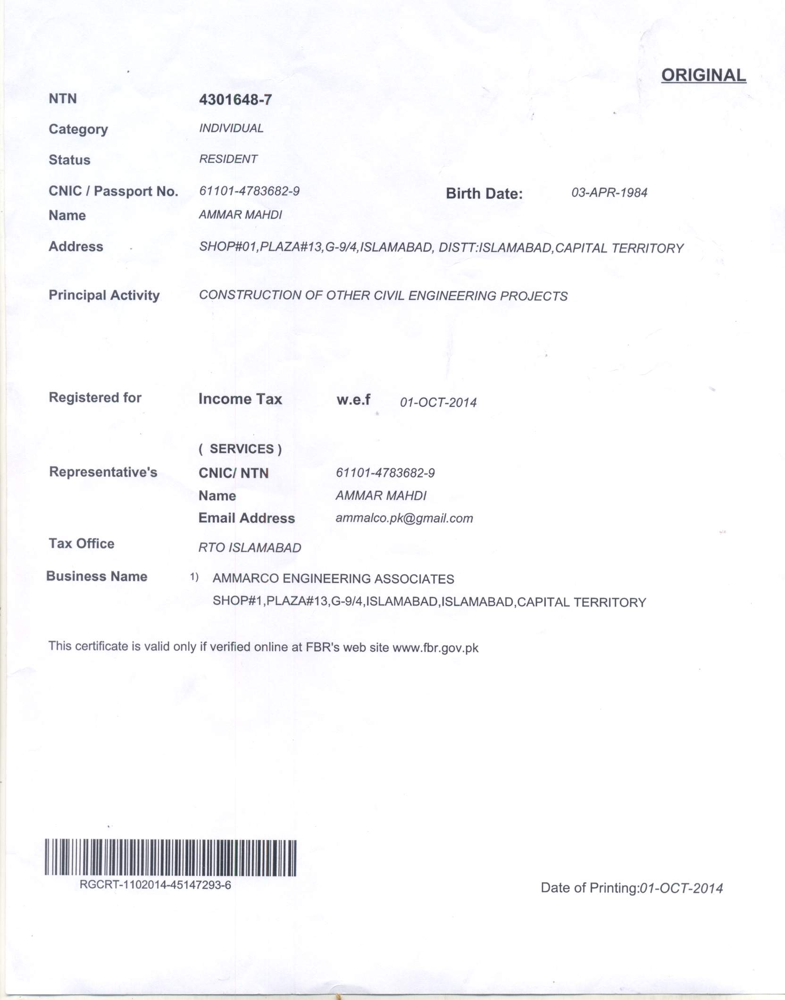 ORIGINAL
NTN 4301648-7
Category INDIVIDUAL
Status RESIDENT
CNIC / Passport No. 61101-4783682-9 Birth Date: 03-APR-1984
Name AMMAR MAHDI
Address SHOP#01,PLAZA#13,G-9/4,ISLAMABAD, DISTT:ISLAMABAD,CAPITAL TERRITORY
Principal Activity CONSTRUCTION OF OTHER CIVIL ENGINEERING PROJECTS
Registered for Income Tax w.e.f 01-OCT-2014
( SERVICES )
Representative's CNIC/ NTN 61101-4783682-9
Name AMMAR MAHDI
Email Address ammalco.pk@gmail.com
Tax Office RTO ISLAMABAD
Business Name 1) AMMARCO ENGINEERING ASSOCIATES
SHOP#1,PLAZA#13,G-9/4,ISLAMABAD,ISLAMABAD,CAPITAL TERRITORY
This certificate is valid only if verified online at FBR's web site www.fbr.gov.pk
RGCRT-1102014-45147293-6
Date of Printing:01-OCT-2014